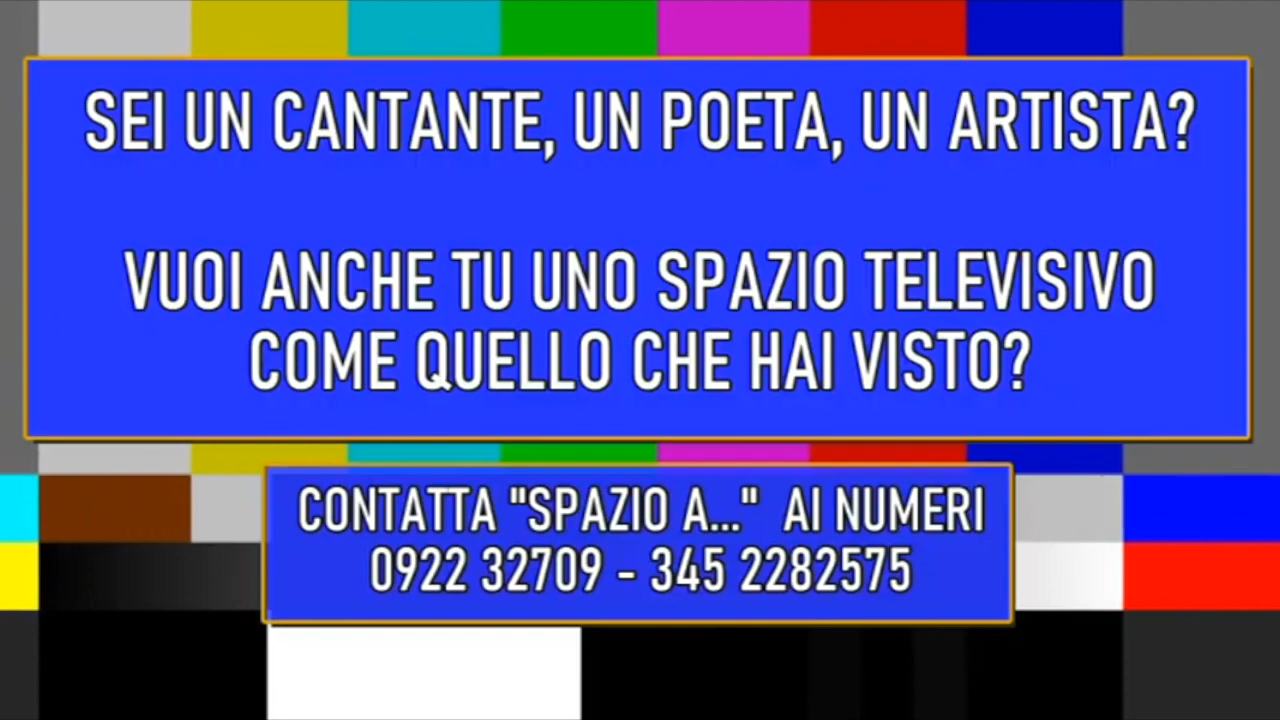 SEI UN CANTANTE, UN POETA, UN ARTISTA?
VUOI ANCHE TU UNO SPAZIO TELEVISIVO
COME QUELLO CHE HAI VISTO?
CONTATTA "SPAZIO A..." AI NUMERI
0922 32709 - 345 2282575